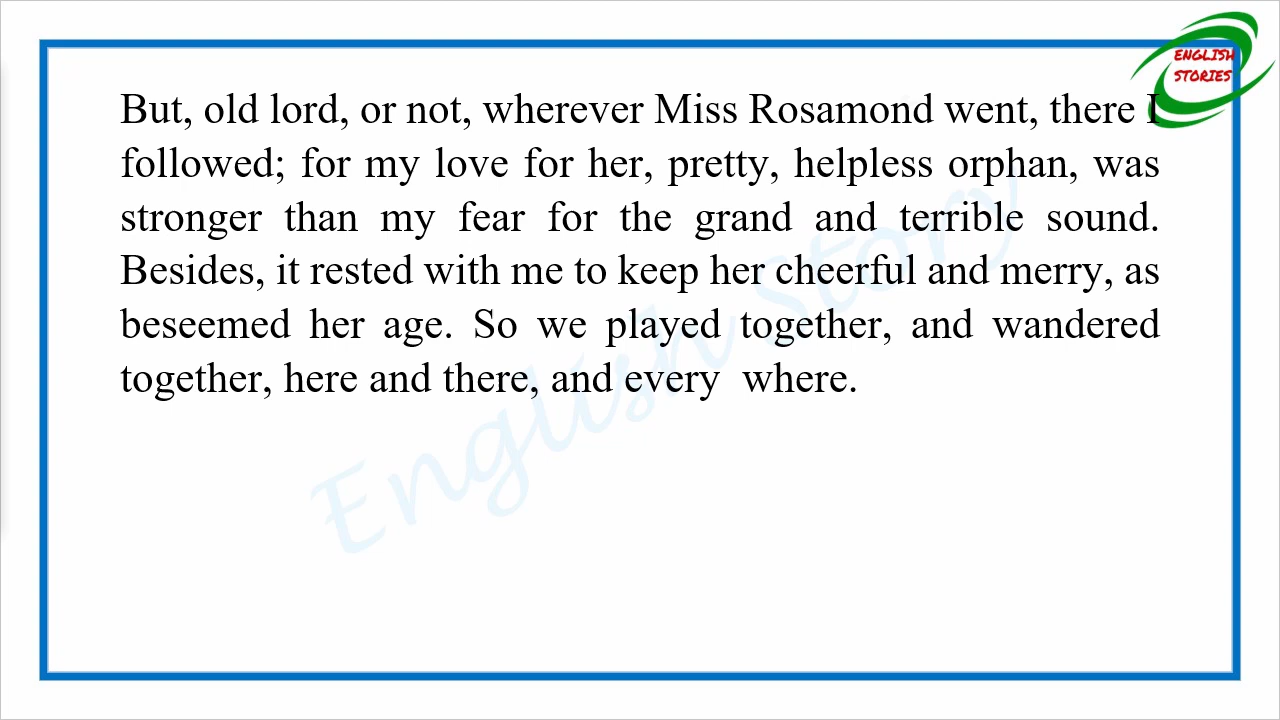 ENGLISH
STORIES
But, old lord, or not, wherever Miss Rosamond went, there I
followed; for my love for her, pretty, helpless orphan, was
stronger than my fear for the grand and terrible sound.
Besides, it rested with me to keep her cheerful and merry, as
beseemed her age. So we played together, and wandered
together, here and there, and every  where.
English Story